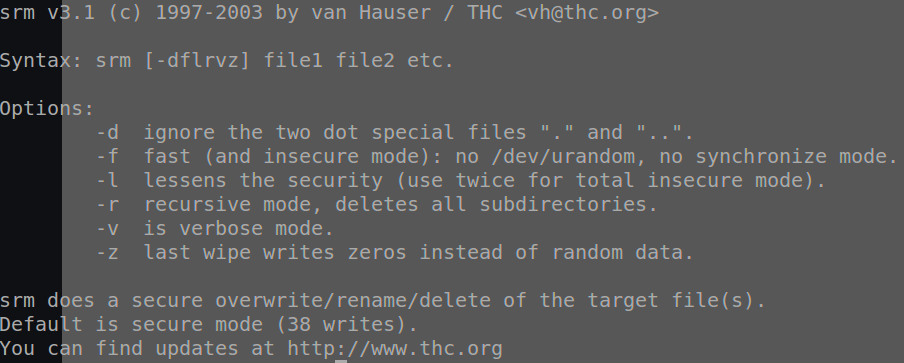 srm v3.1 (c) 1997-2003 by van Hauser / THC <vh@thc.org>
Syntax: srm [-dflrvz] file1 file2 etc.
Options:
-d  ignore the two dot special files "." and "..".
-f  fast (and insecure mode): no /dev/urandom, no synchronize mode.
-l  lessens the security (use twice for total insecure mode).
-r  recursive mode, deletes all subdirectories.
-v  is verbose mode.
-z  last wipe writes zeros instead of random data.
srm does a secure overwrite/rename/delete of the target file(s).
Default is secure mode (38 writes).
You can find updates at http://www.thc.org